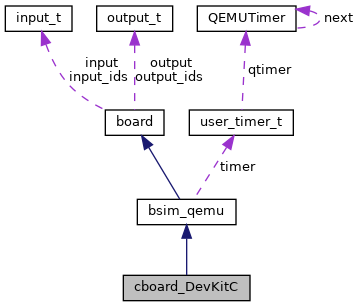 input_t
output_t
QEMUTimer
next
input
input_ids
output
output_ids
qtimer
board
user_timer_t
timer
bsim_qemu
cboard_DevKitC